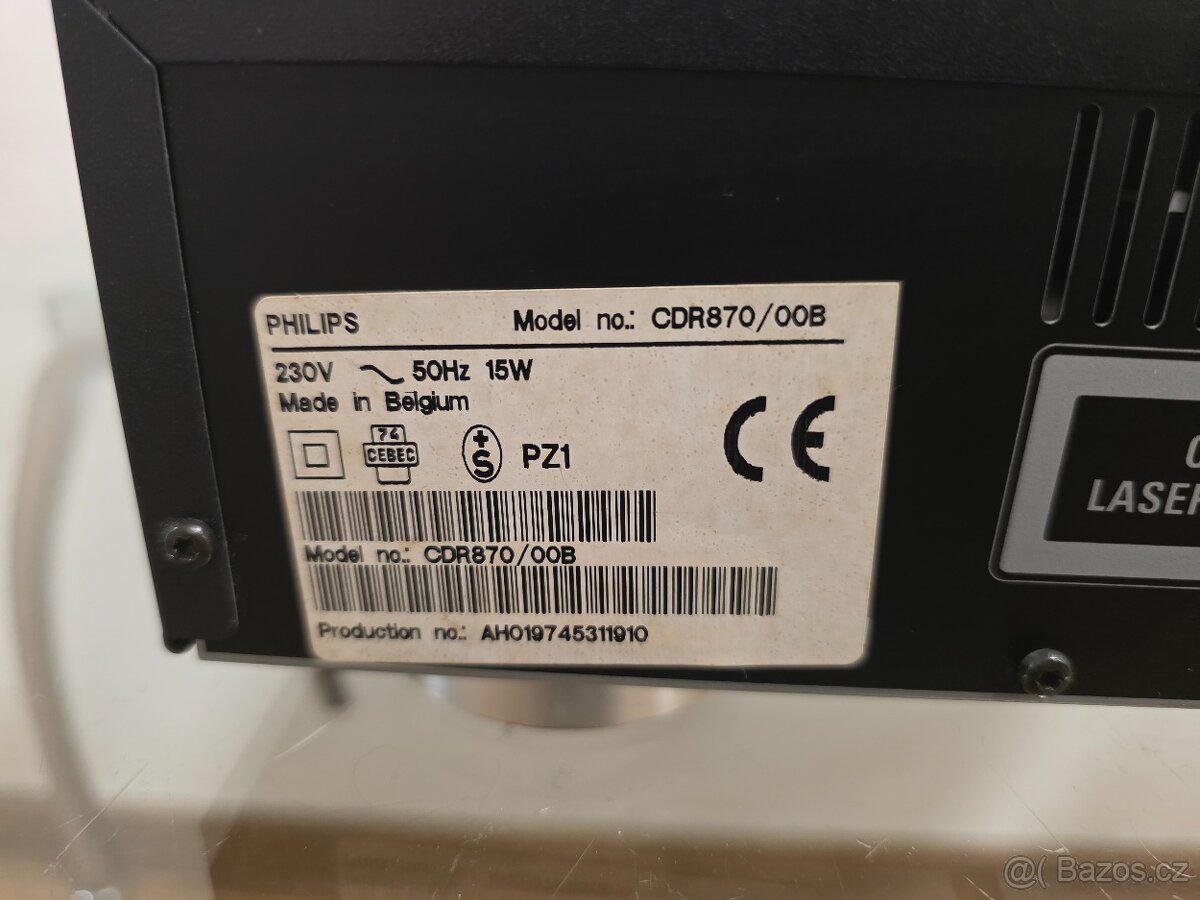 PHILIPS Model no.: CDR870/00B
230V 50Hz 15W
Made in Belgium
74
CEBEC
+
S
PZ1
CE
Model no.: CDR870/00B
Production no.: AH019745311910
LASER
@( Bazos.cz